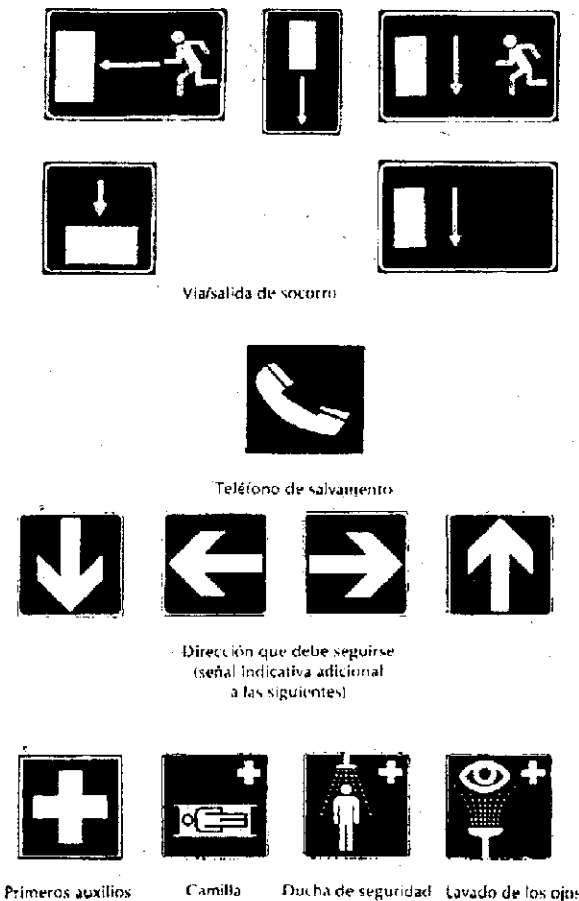 Vía/salida de socorro
Teléfono de salvamento
Dirección que debe seguirse
(señal indicativa adicional
a las siguientes)
Primeros auxilios
Camilla
Ducha de seguridad
Lavado de los ojos